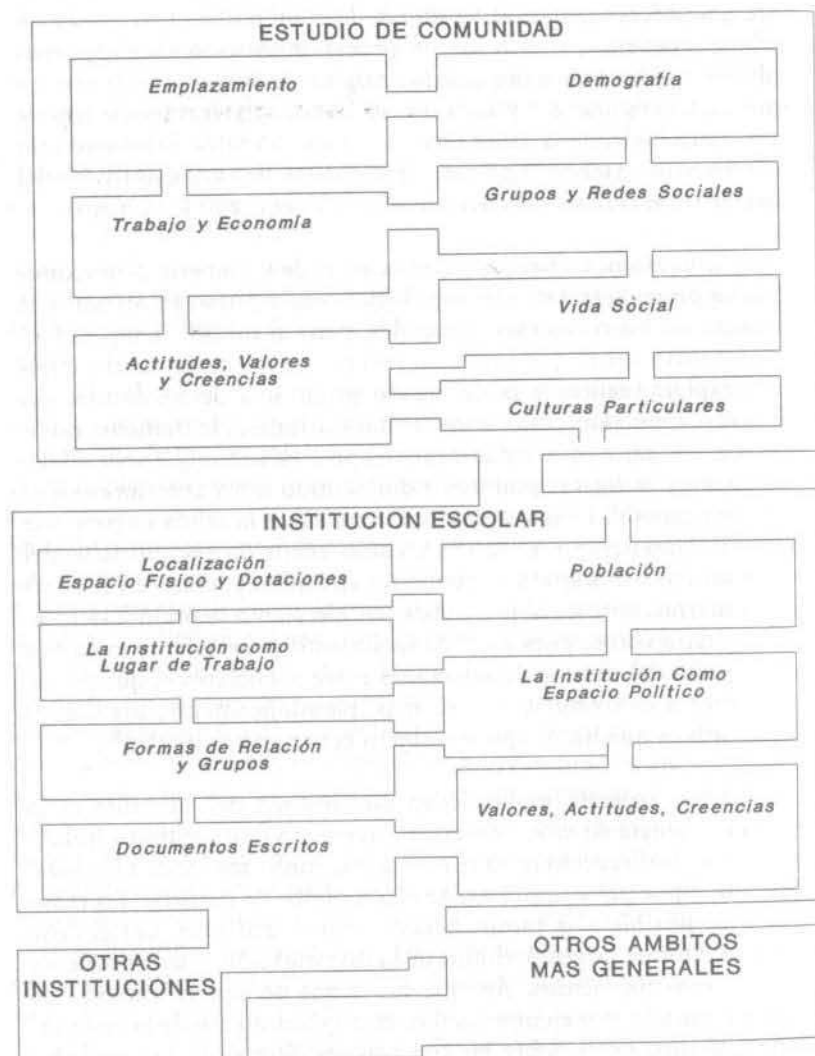 ESTUDIO DE COMUNIDAD
Emplazamiento
Demografía
Grupos y Redes Sociales
Trabajo y Economía
Vida Social
Actitudes, Valores
y Creencias
Culturas Particulares
INSTITUCION ESCOLAR
Localización
Espacio Físico y Dotaciones
Población
La Institución como
Lugar de Trabajo
La Institución Como
Espacio Político
Formas de Relación
y Grupos
Valores, Actitudes, Creencias
Documentos Escritos
OTRAS
INSTITUCIONES
OTROS AMBITOS
MAS GENERALES